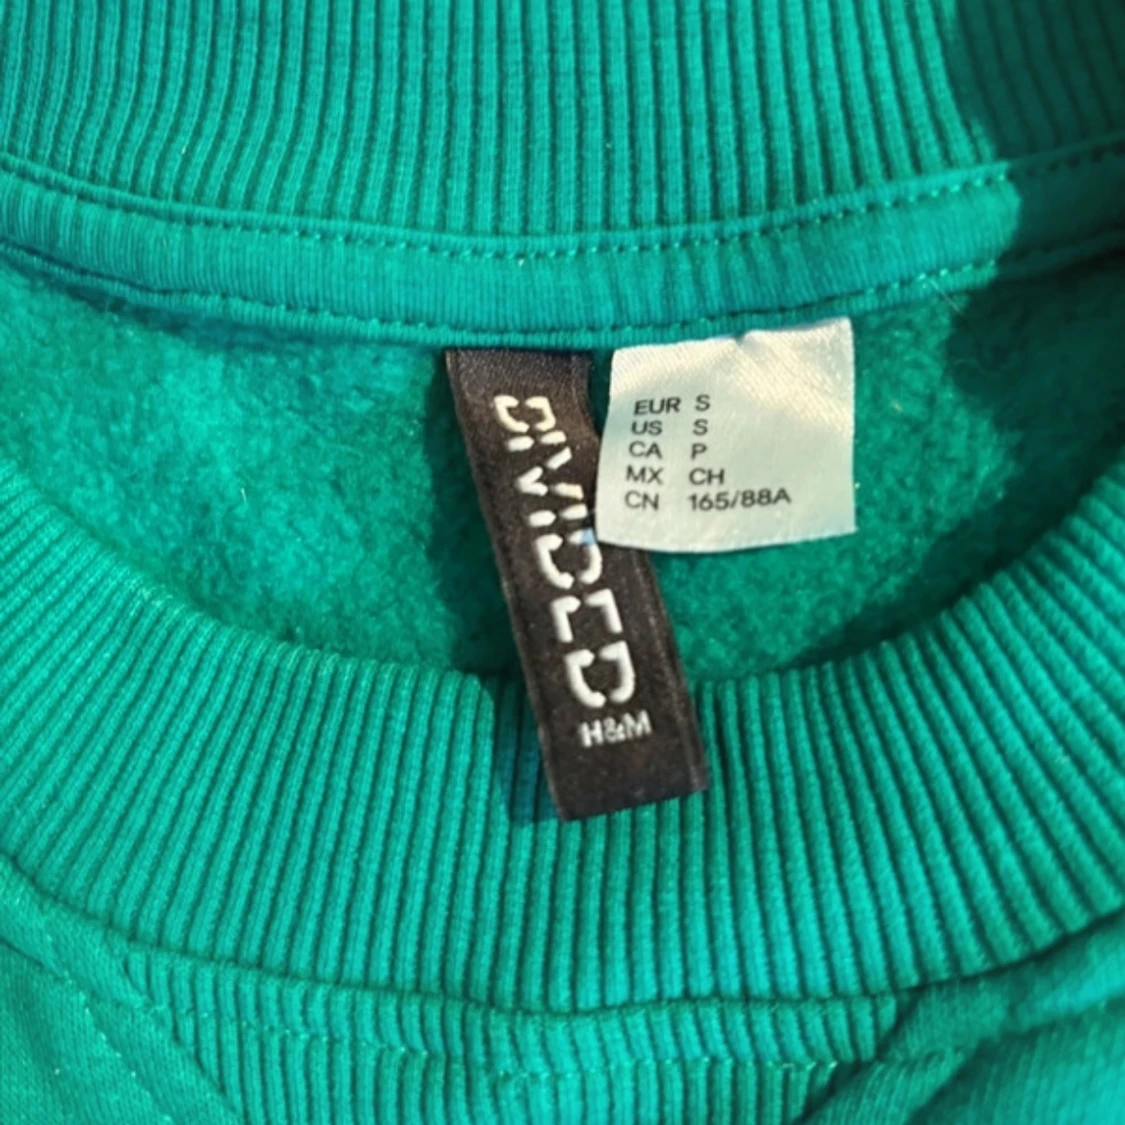 DIVIDED
H&M
EUR S
US S
CA P
MX CH
CN 165/88A